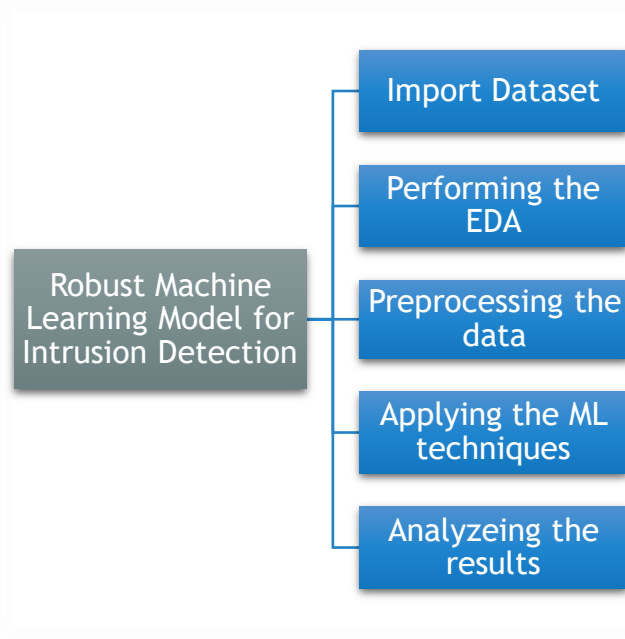 Robust Machine
Learning Model for
Intrusion Detection
Import Dataset
Performing the
EDA
Preprocessing the
data
Applying the ML
techniques
Analyzeing the
results